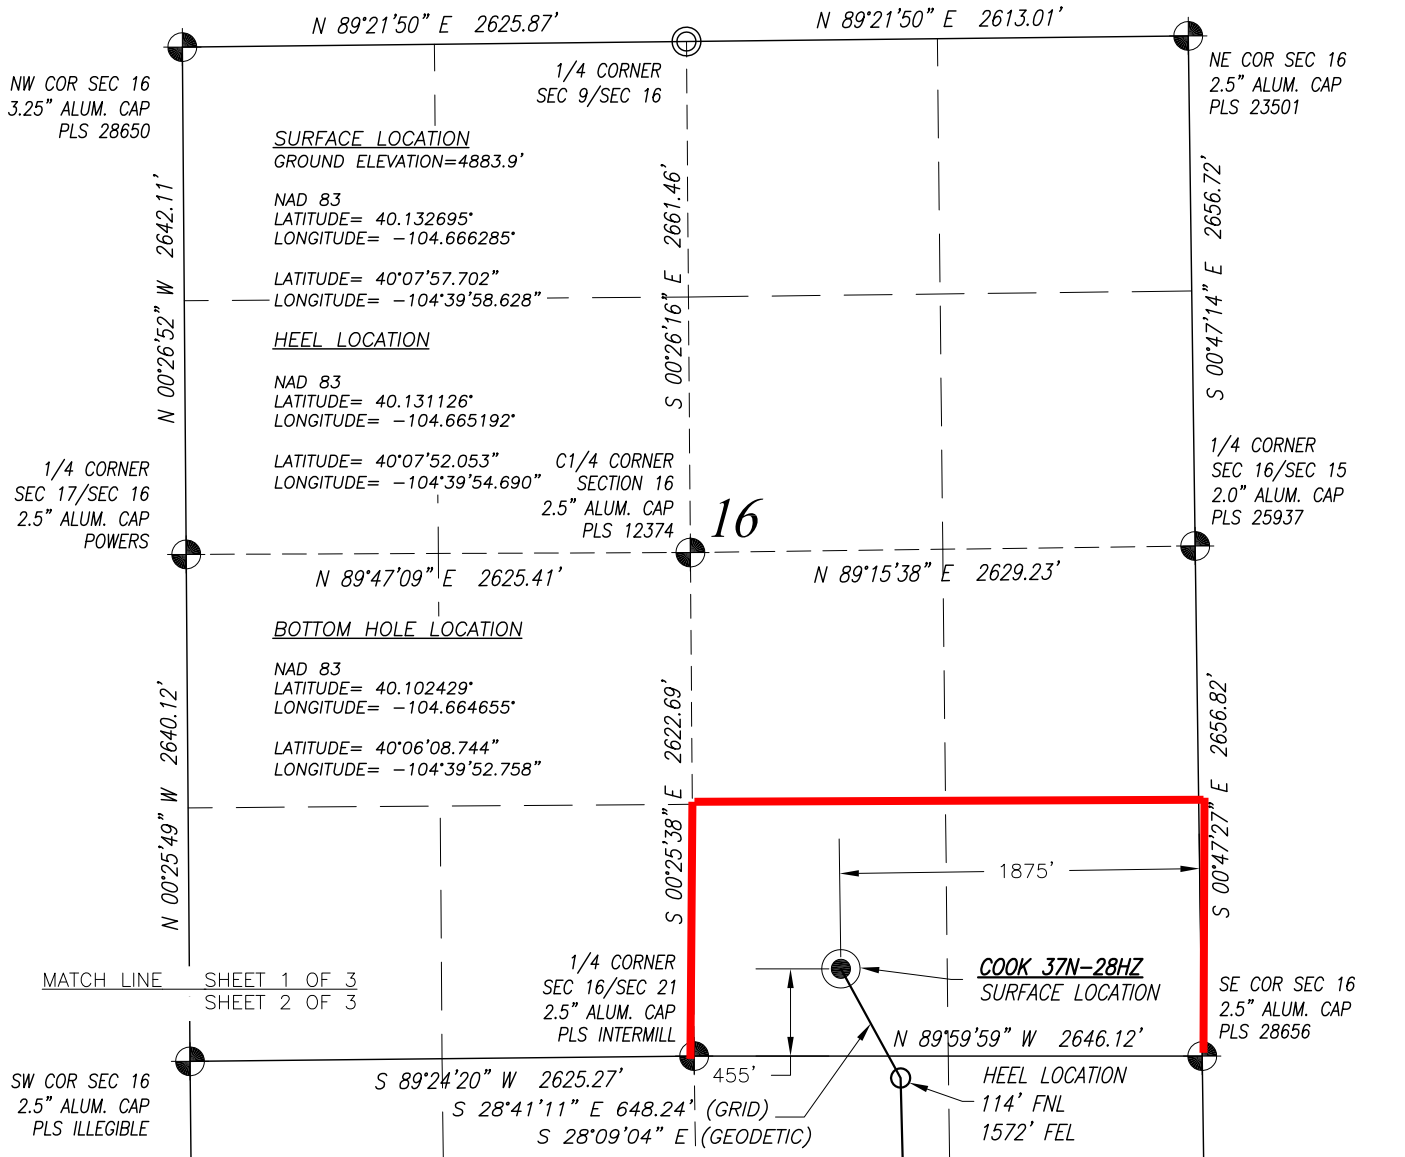 N 89°21'50" E 2625.87'
N 89°21'50" E 2613.01'
NW COR SEC 16
3.25" ALUM. CAP
PLS 28650
1/4 CORNER
SEC 9/SEC 16
NE COR SEC 16
2.5" ALUM. CAP
PLS 23501
SURFACE LOCATION
GROUND ELEVATION=4883.9'
NAD 83
LATITUDE= 40.132695°
LONGITUDE= -104.666285°
LATITUDE= 40°07'57.702"
LONGITUDE= -104°39'58.628"
HEEL LOCATION
NAD 83
LATITUDE= 40.131126°
LONGITUDE= -104.665192°
LATITUDE= 40°07'52.053"
LONGITUDE= -104°39'54.690"
N 00°26'52" W 2642.11'
S 00°26'16" E 2661.46'
S 00°47'14" E 2656.72'
1/4 CORNER
SEC 17/SEC 16
2.5" ALUM. CAP
POWERS
C1/4 CORNER
SECTION 16
2.5" ALUM. CAP
PLS 12374
16
1/4 CORNER
SEC 16/SEC 15
2.0" ALUM. CAP
PLS 25937
N 89°47'09" E 2625.41'
N 89°15'38" E 2629.23'
BOTTOM HOLE LOCATION
NAD 83
LATITUDE= 40.102429°
LONGITUDE= -104.664655°
LATITUDE= 40°06'08.744"
LONGITUDE= -104°39'52.758"
N 00°25'49" W 2640.12'
S 00°25'38" E 2622.69'
S 00°47'27" E 2656.82'
1875'
MATCH LINE SHEET 1 OF 3
SHEET 2 OF 3
1/4 CORNER
SEC 16/SEC 21
2.5" ALUM. CAP
PLS INTERMILL
COOK 37N-28HZ
SURFACE LOCATION
SE COR SEC 16
2.5" ALUM. CAP
PLS 28656
N 89°59'59" W 2646.12'
455'
SW COR SEC 16
2.5" ALUM. CAP
PLS ILLEGIBLE
S 89°24'20" W 2625.27'
S 28°41'11" E 648.24' (GRID)
S 28°09'04" E (GEODETIC)
HEEL LOCATION
114' FNL
1572' FEL